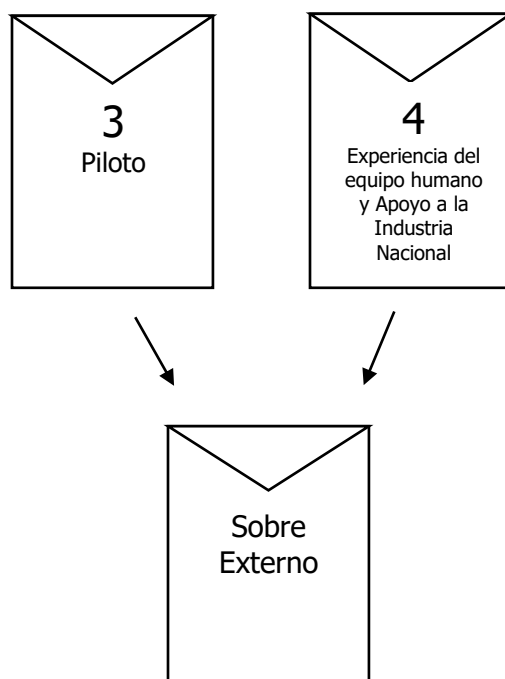 3
Piloto
4
Experiencia del
equipo humano
y Apoyo a la
Industria
Nacional
Sobre
Externo